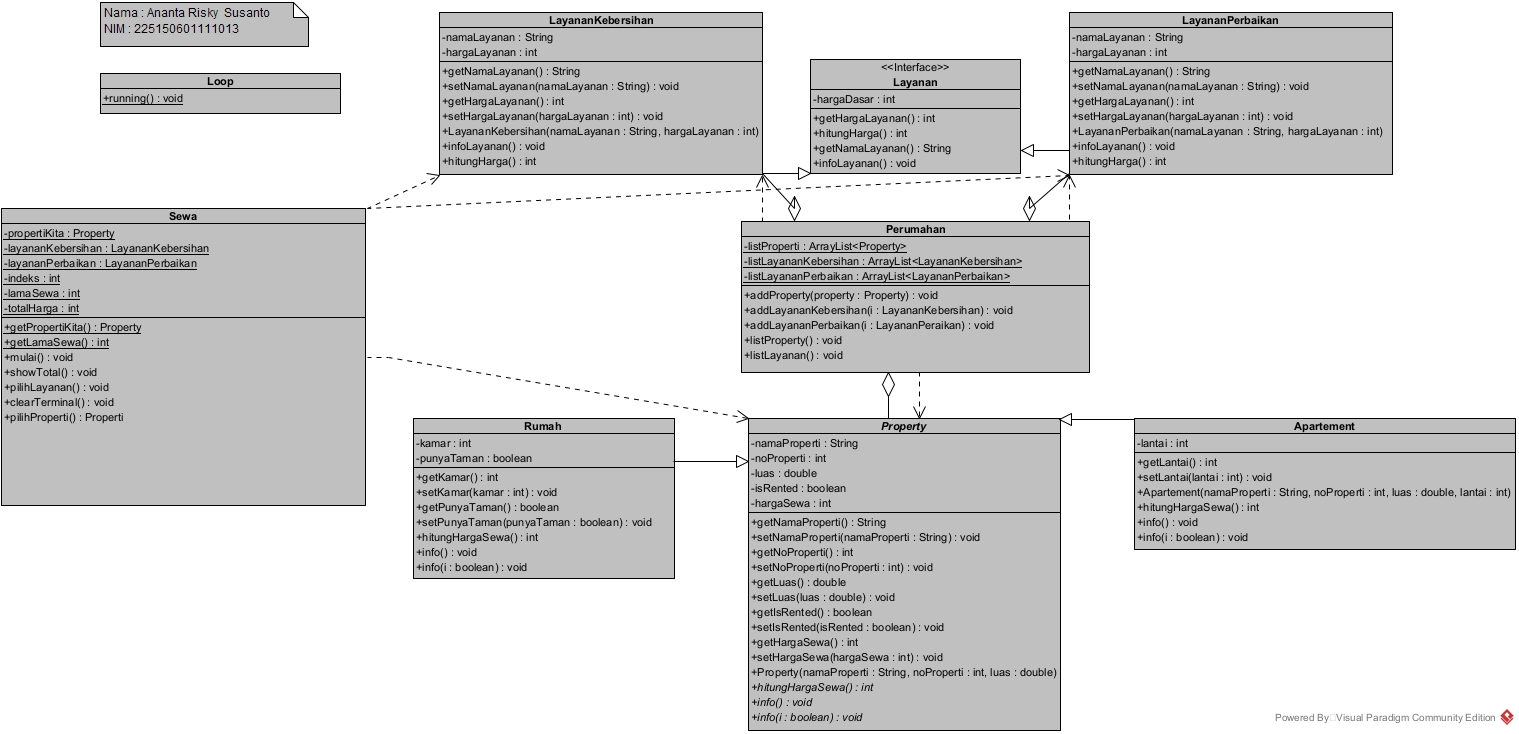 Nama : Ananta Risky Susanto
NIM : 225150601111013
Loop
+running() : void
LayananKebersihan
-namaLayanan : String
-hargaLayanan : int
+getNamaLayanan() : String
+setNamaLayanan(namaLayanan : String) : void
+getHargaLayanan() : int
+setHargaLayanan(hargaLayanan : int) : void
+LayananKebersihan(namaLayanan : String, hargaLayanan : int)
+infoLayanan() : void
+hitungHarga() : int
<<Interface>>
Layanan
-hargaDasar : int
+getHargaLayanan() : int
+hitungHarga() : int
+getNamaLayanan() : String
+infoLayanan() : void
LayananPerbaikan
-namaLayanan : String
-hargaLayanan : int
+getNamaLayanan() : String
+setNamaLayanan(namaLayanan : String) : void
+getHargaLayanan() : int
+setHargaLayanan(hargaLayanan : int) : void
+LayananPerbaikan(namaLayanan : String, hargaLayanan : int)
+infoLayanan() : void
+hitungHarga() : int
Sewa
-propertiKita : Property
-layananKebersihan : LayananKebersihan
-layananPerbaikan : LayananPerbaikan
-indeks : int
-lamaSewa : int
-totalHarga : int
+getPropertiKita() : Property
+getLamaSewa() : int
+mulai() : void
+showTotal() : void
+pilihLayanan() : void
+clearTerminal() : void
+pilihProperti() : Properti
Perumahan
-listProperti : ArrayList<Property>
-listLayananKebersihan : ArrayList<LayananKebersihan>
-listLayananPerbaikan : ArrayList<LayananPerbaikan>
+addProperty(property : Property) : void
+addLayananKebersihan(i : LayananKebersihan) : void
+addLayananPerbaikan(i : LayananPeraikan) : void
+listProperty() : void
+listLayanan() : void
Rumah
-kamar : int
-punyaTaman : boolean
+getKamar() : int
+setKamar(kamar : int) : void
+getPunyaTaman() : boolean
+setPunyaTaman(punyaTaman : boolean) : void
+hitungHargaSewa() : int
+info() : void
+info(i : boolean) : void
Property
-namaProperti : String
-noProperti : int
-luas : double
-isRented : boolean
-hargaSewa : int
+getNamaProperti() : String
+setNamaProperti(namaProperti : String) : void
+getNoProperti() : int
+setNoProperti(noProperti : int) : void
+getLuas() : double
+setLuas(luas : double) : void
+getIsRented() : boolean
+setIsRented(isRented : boolean) : void
+getHargaSewa() : int
+setHargaSewa(hargaSewa : int) : void
+Property(namaProperti : String, noProperti : int, luas : double)
+hitungHargaSewa() : int
+info() : void
+info(i : boolean) : void
Apartement
-lantai : int
+getLantai() : int
+setLantai(lantai : int) : void
+Apartement(namaProperti : String, noProperti : int, luas : double, lantai : int)
+hitungHargaSewa() : int
+info() : void
+info(i : boolean) : void
Powered By Visual Paradigm Community Edition